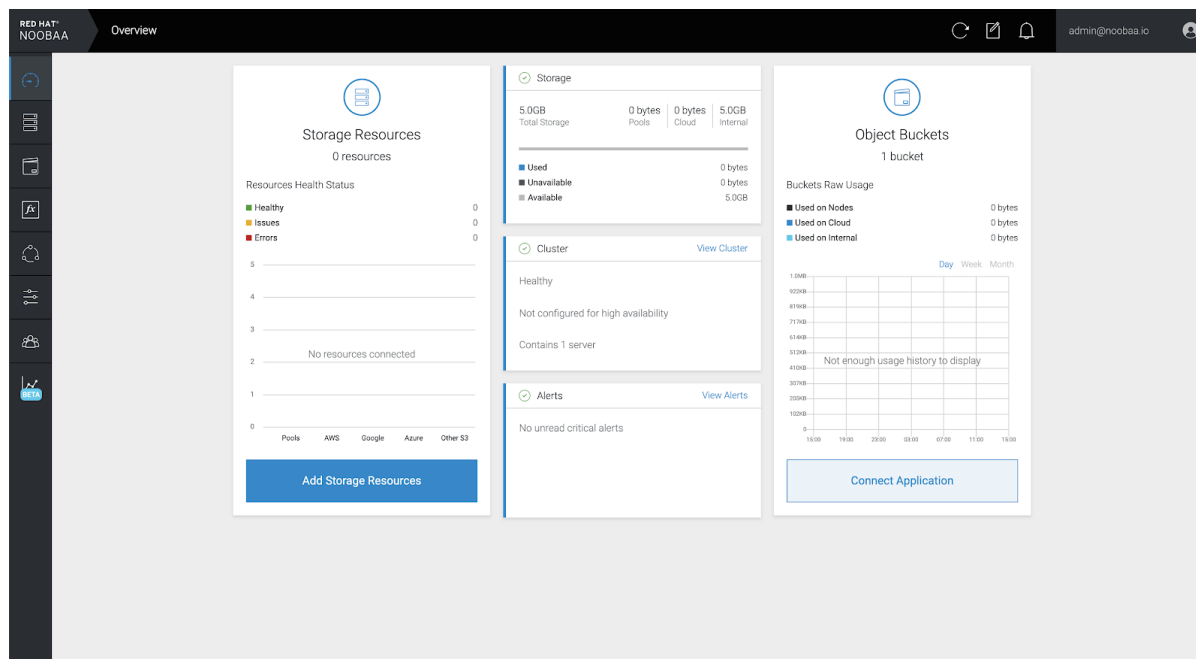 RED HAT®
NOOBAA
Overview
admin@noobaa.io
BETA
Storage Resources
0 resources
Resources Health Status
Healthy 0
Issues 0
Errors 0
5
4
3
No resources connected
2
1
0
Pools AWS Google Azure Other S3
Add Storage Resources
Storage
5.0GB 0 bytes 0 bytes 5.0GB
Total Storage Pools Cloud Internal
Used 0 bytes
Unavailable 0 bytes
Available 5.0GB
Cluster View Cluster
Healthy
Not configured for high availability
Contains 1 server
Alerts View Alerts
No unread critical alerts
Object Buckets
1 bucket
Buckets Raw Usage
Used on Nodes 0 bytes
Used on Cloud 0 bytes
Used on Internal 0 bytes
Day Week Month
1.0MB
922KB
819KB
717KB
614KB
512KB
Not enough usage history to display
410KB
307KB
205KB
102KB
0
15:00 19:00 23:00 03:00 07:00 11:00 15:00
Connect Application